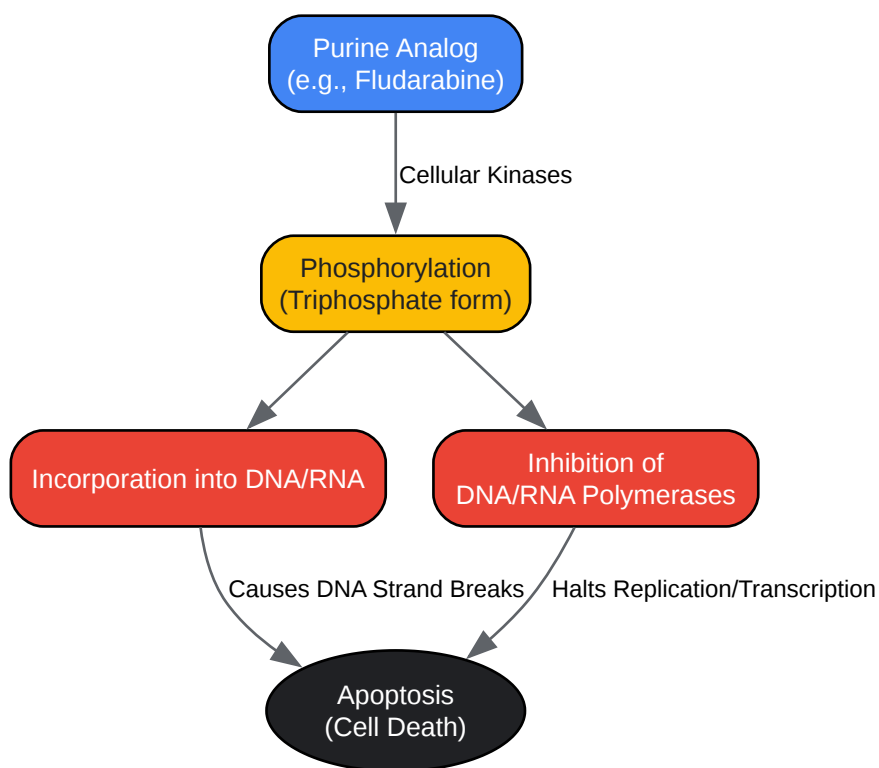 Purine Analog
(e.g., Fludarabine)
Cellular Kinases
Phosphorylation
(Triphosphate form)
Incorporation into DNA/RNA
Inhibition of
DNA/RNA Polymerases
Causes DNA Strand Breaks
Halts Replication/Transcription
Apoptosis
(Cell Death)